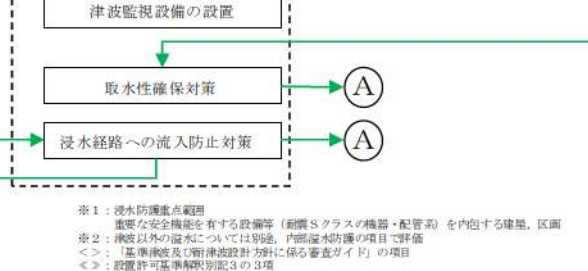 津波監視設備の設置
取水性確保対策
A
浸水経路への流入防止対策
A
※1：浸水防護重点範囲
重要な安全機能を有する設備等（耐震Sクラスの機器・配管系）を内包する建屋，区画
※2：津波以外の溢水については別途，内部溢水防護の項目で評価
＜＞：「基準津波及び耐津波設計方針に係る審査ガイド」の項目
≪≫：設置許可基準解釈別記3の3項